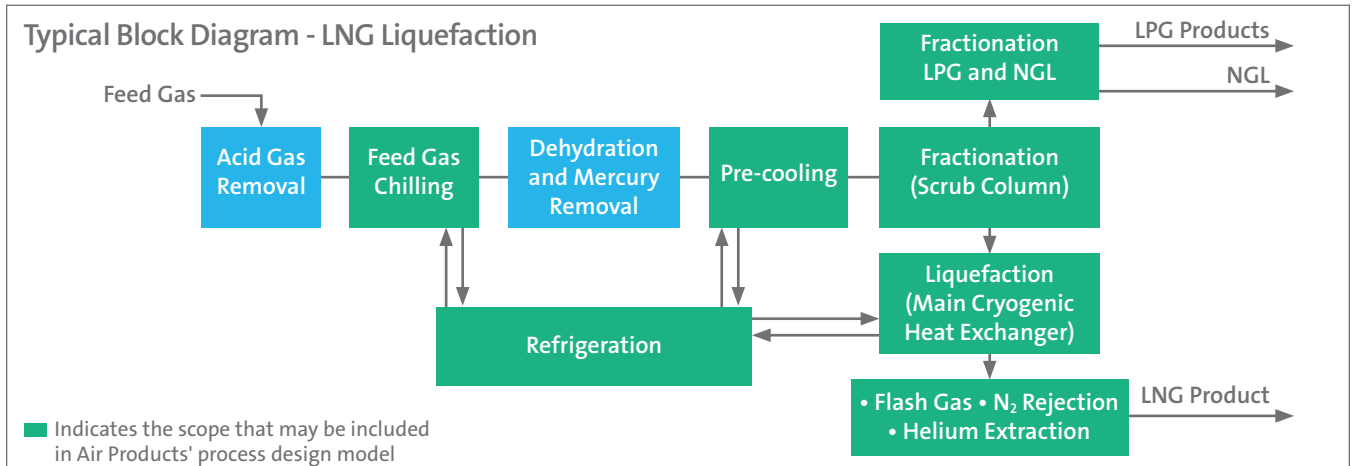 Typical Block Diagram - LNG Liquefaction
Feed Gas
Acid Gas
Removal
Feed Gas
Chilling
Dehydration
and Mercury
Removal
Pre-cooling
Fractionation
(Scrub Column)
Fractionation
LPG and NGL
LPG Products
NGL
Refrigeration
Liquefaction
(Main Cryogenic
Heat Exchanger)
• Flash Gas • N₂ Rejection
• Helium Extraction
LNG Product
Indicates the scope that may be included
in Air Products' process design model